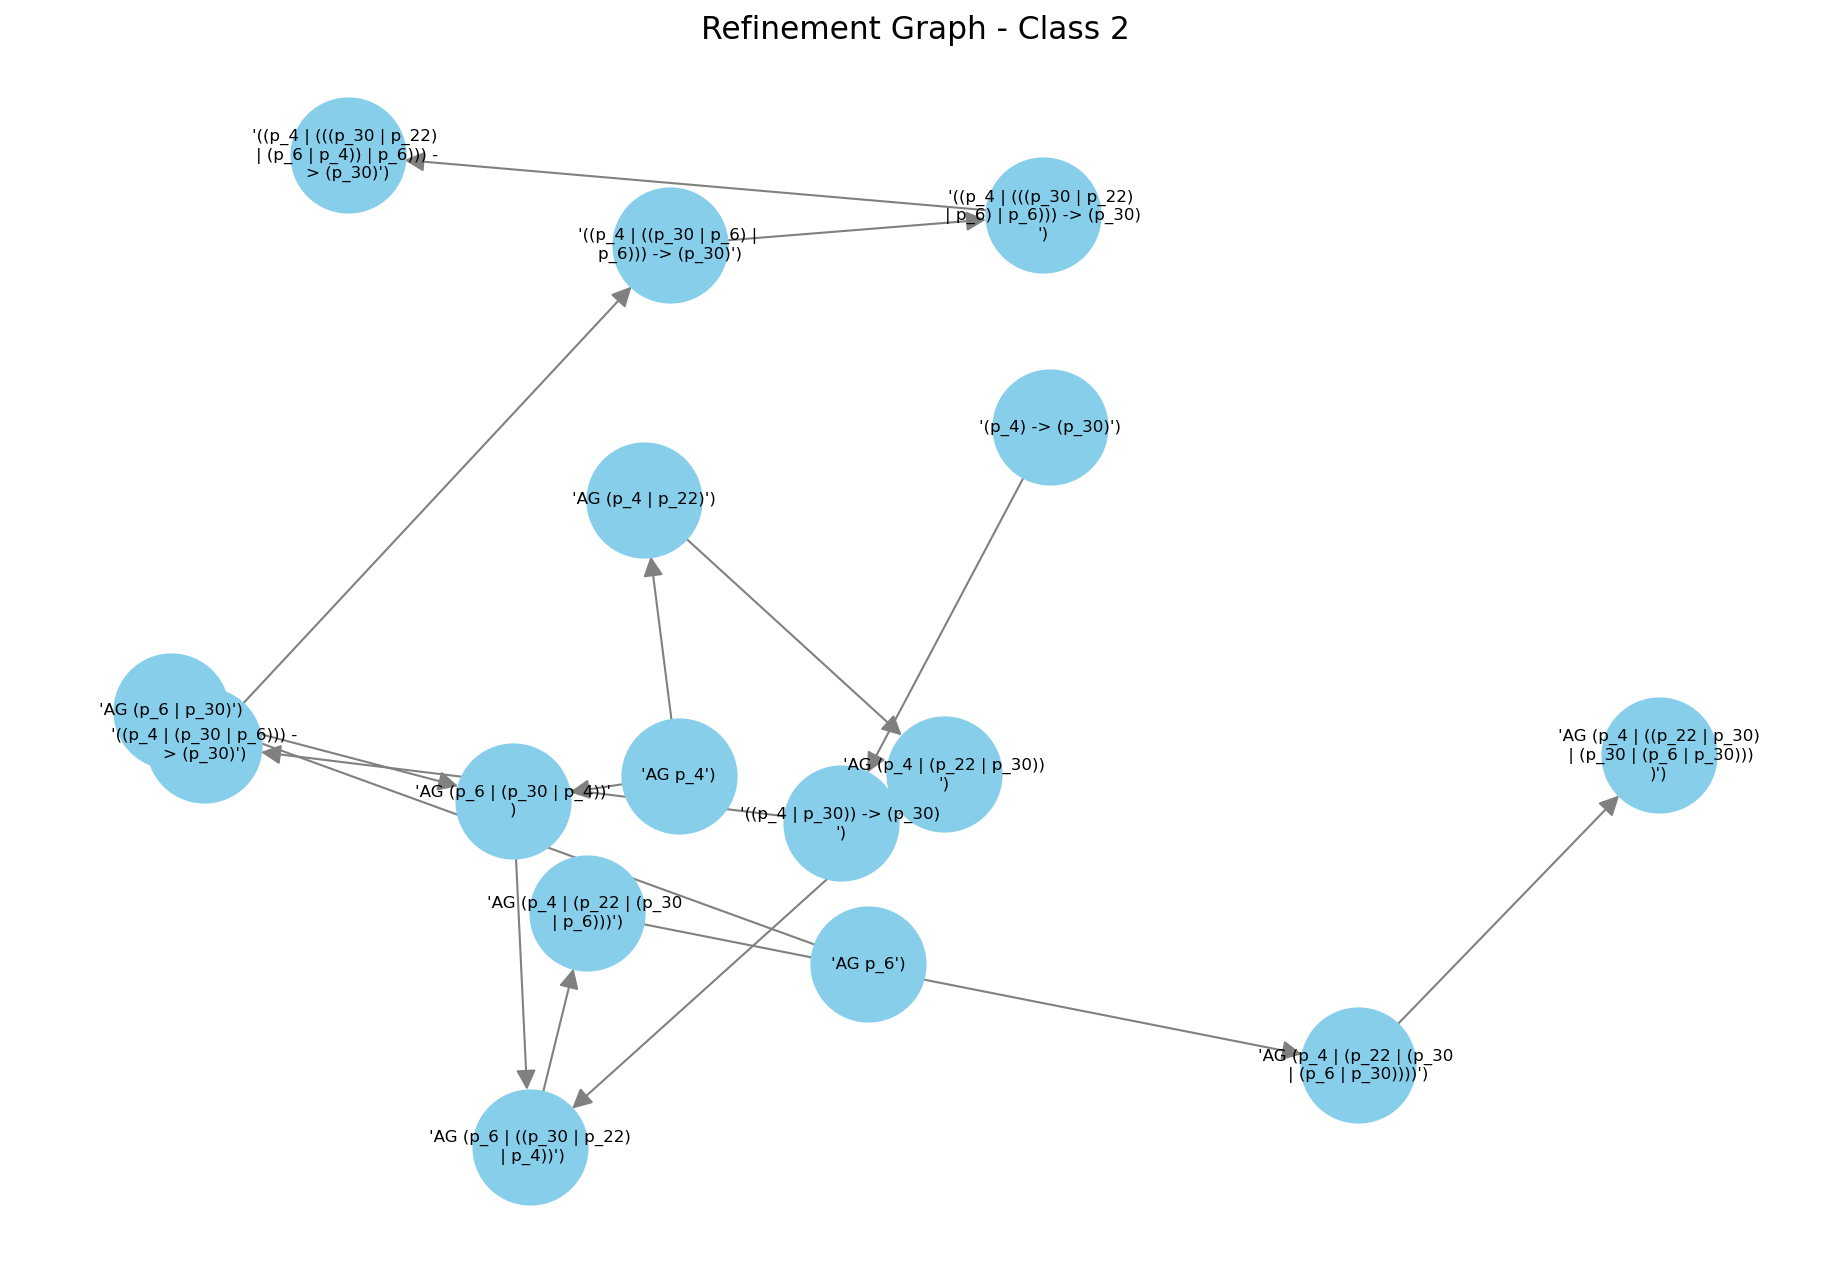 Refinement Graph - Class 2
'((p_4 | (((p_30 | p_22)
| (p_6 | p_4)) | p_6))) -
> (p_30)')
'((p_4 | (((p_30 | p_22)
| p_6) | p_6))) -> (p_30)
')
'((p_4 | ((p_30 | p_6) |
p_6))) -> (p_30)')
'(p_4) -> (p_30)')
'AG (p_4 | p_22)')
'AG (p_6 | p_30)')
'((p_4 | (p_30 | p_6))) -
> (p_30)')
'AG (p_4 | ((p_22 | p_30)
| (p_30 | (p_6 | p_30)))
)')
'AG p_4')
'AG (p_4 | (p_22 | p_30))
')
'AG (p_6 | (p_30 | p_4))'
)
'((p_4 | p_30)) -> (p_30)
')
'AG (p_4 | (p_22 | (p_30
| p_6)))')
'AG p_6')
'AG (p_4 | (p_22 | (p_30
| (p_6 | p_30))))')
'AG (p_6 | ((p_30 | p_22)
| p_4))')